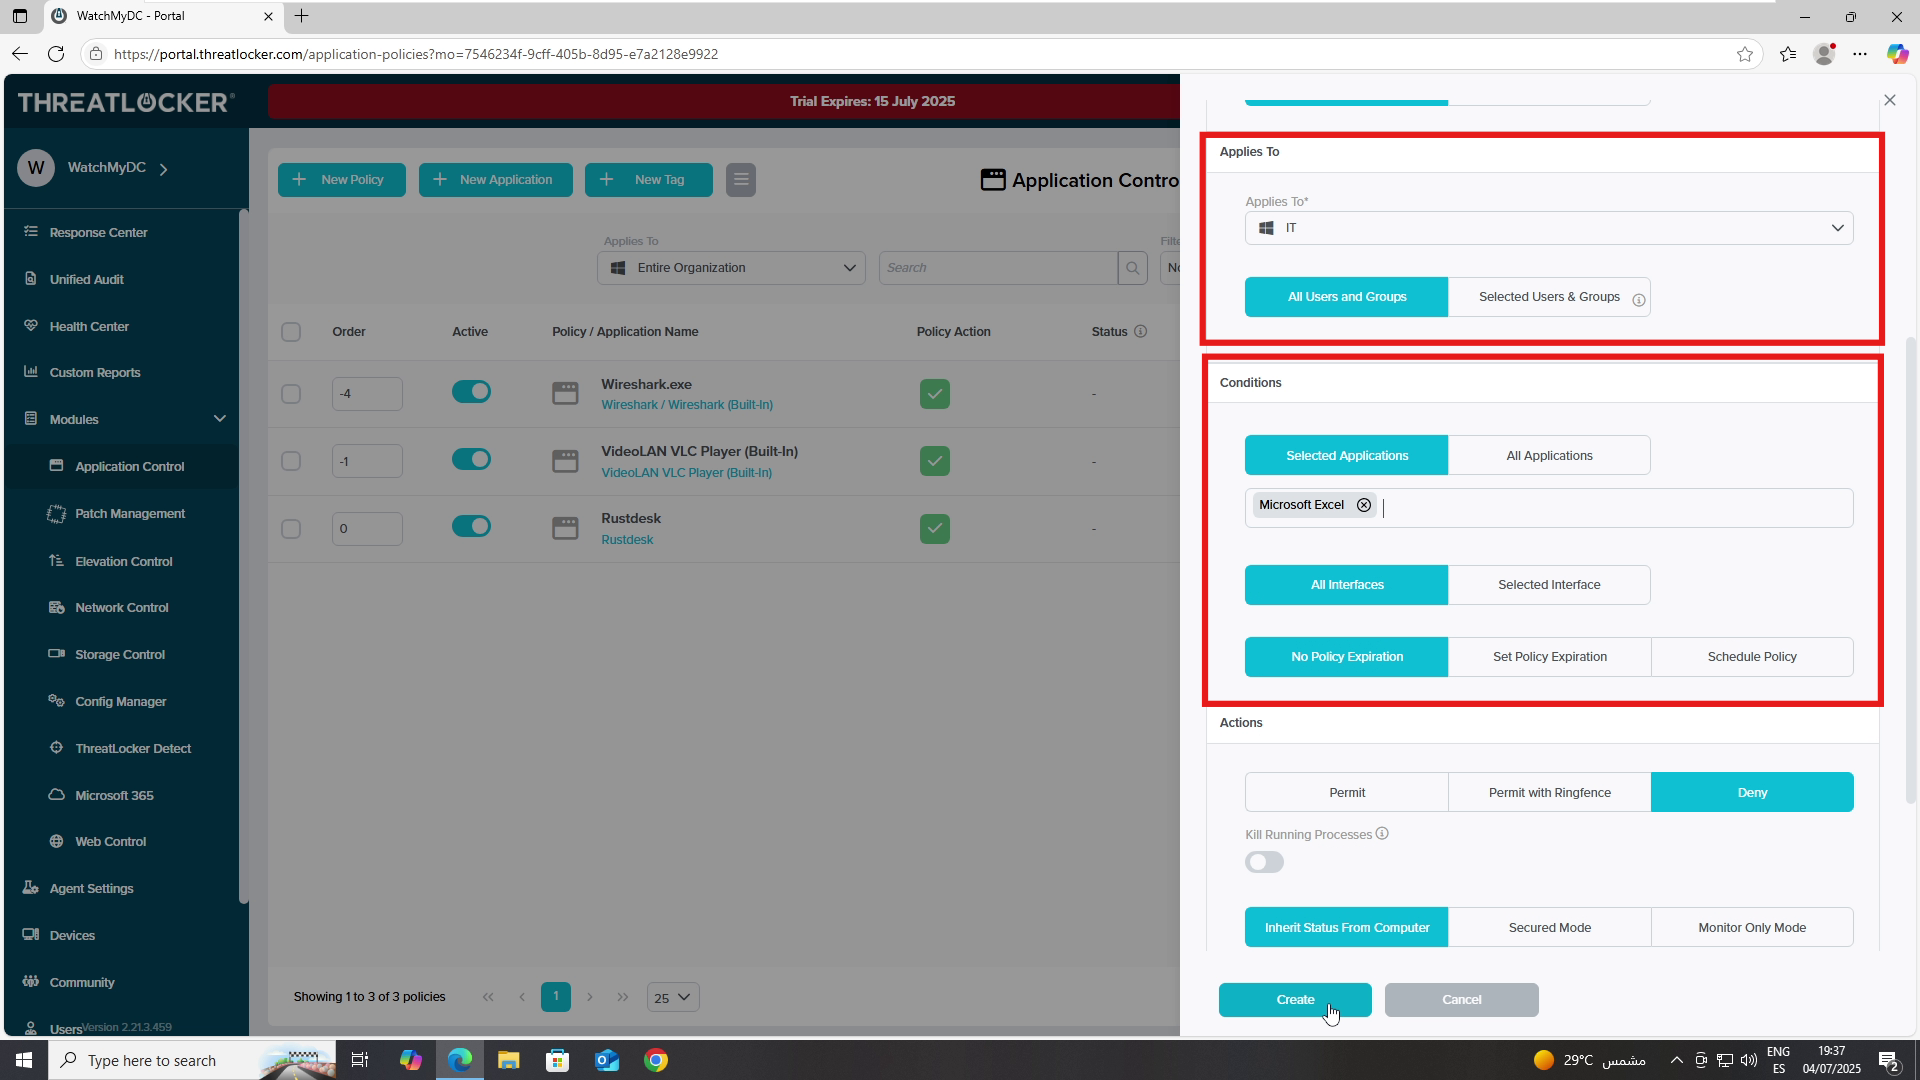 WatchMyDC - Portal
https://portal.threatlocker.com/application-policies?mo=7546234f-9cff-405b-8d95-e7a2128e9922
THREATLOCKER
Trial Expires: 15 July 2025
W WatchMyDC
Response Center
Unified Audit
Health Center
Custom Reports
Modules
Application Control
Patch Management
Elevation Control
Network Control
Storage Control
Config Manager
ThreatLocker Detect
Microsoft 365
Web Control
Agent Settings
Devices
Community
Users
Version 2.21.3.459
New Policy New Application New Tag
Application Contro
Applies To
Entire Organization
Search
Order Active Policy / Application Name Policy Action Status
-4 Wireshark.exe -
Wireshark / Wireshark (Built-In)
-1 VideoLAN VLC Player (Built-In) -
VideoLAN VLC Player (Built-In)
0 Rustdesk -
Rustdesk
Showing 1 to 3 of 3 policies 1 25
Applies To
Applies To*
IT
All Users and Groups Selected Users & Groups
Conditions
Selected Applications All Applications
Microsoft Excel
All Interfaces Selected Interface
No Policy Expiration Set Policy Expiration Schedule Policy
Actions
Permit Permit with Ringfence Deny
Kill Running Processes
Inherit Status From Computer Secured Mode Monitor Only Mode
Create Cancel
Type here to search
29°C مشمس
ENG
ES
19:37
04/07/2025
2